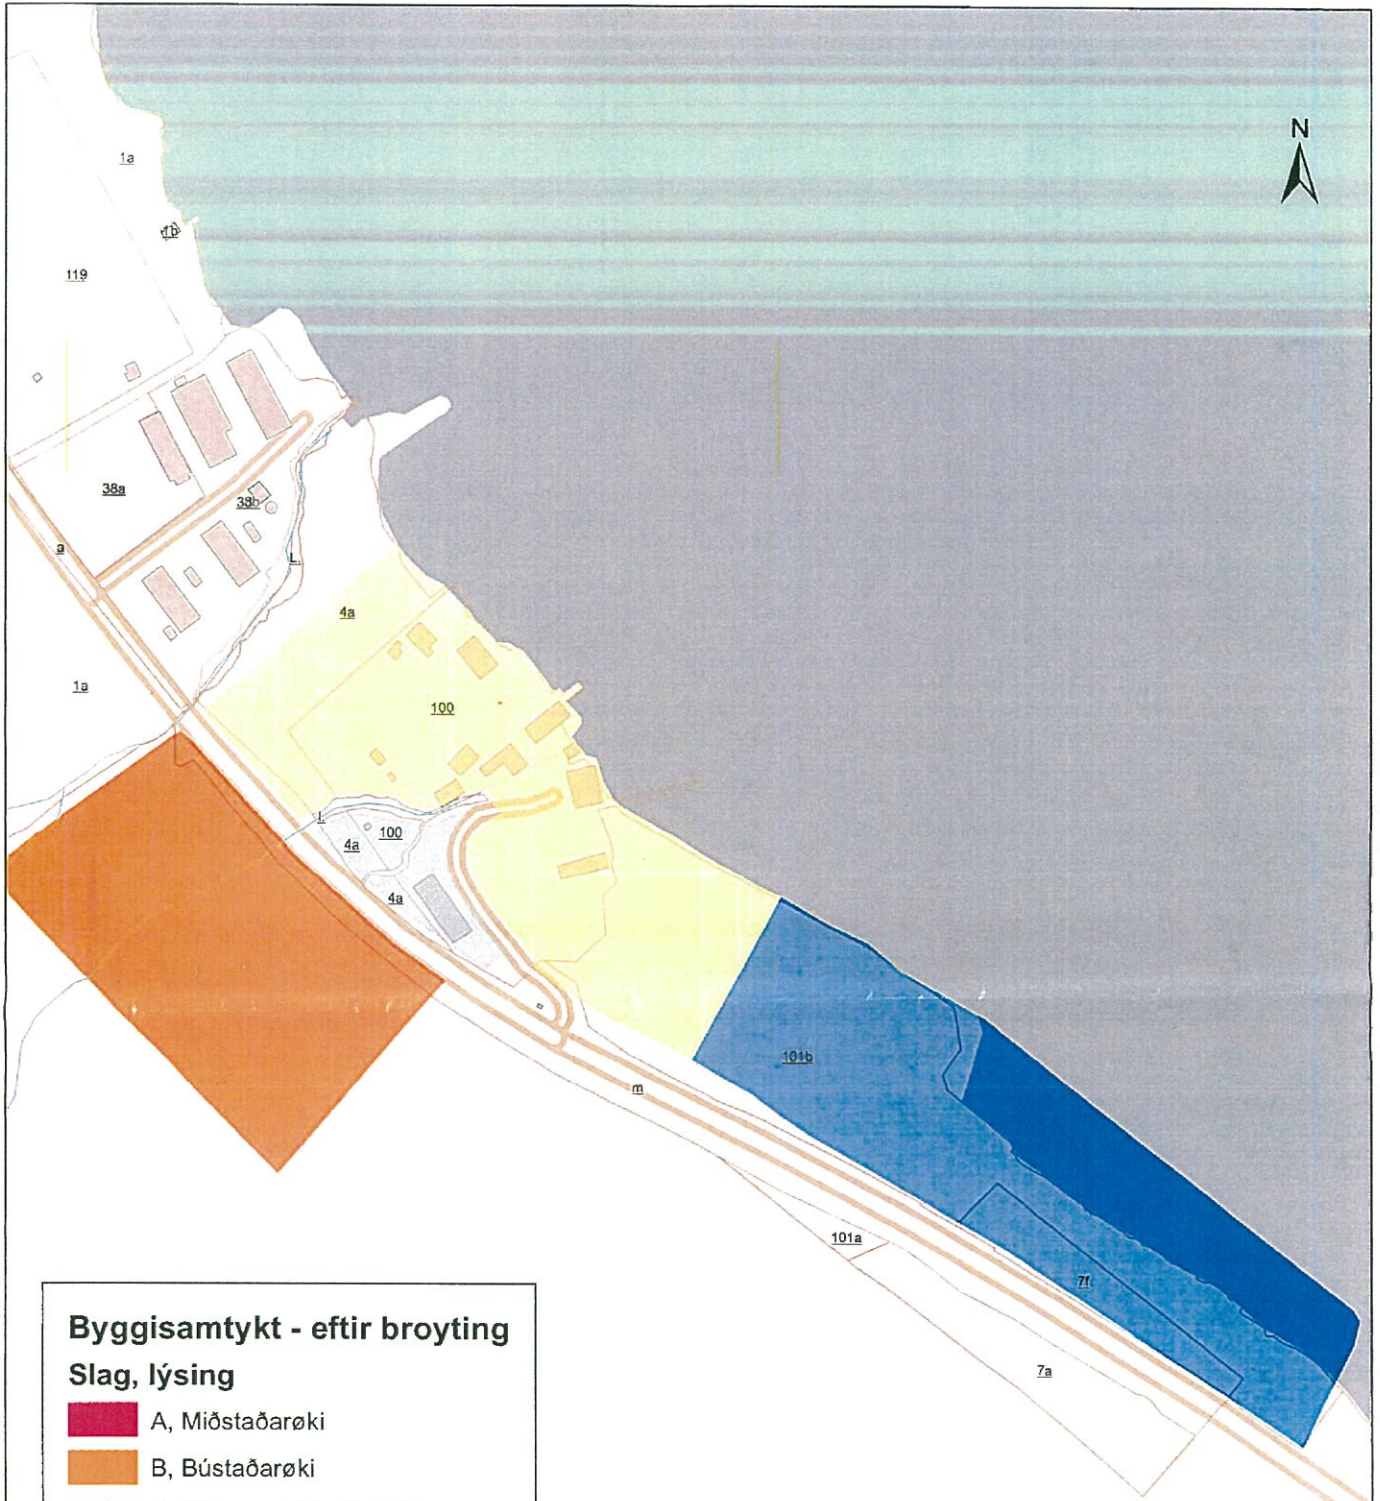 N
1a
1b
119
38a
38b
a
L
4a
1a
100
l
100
4a
4a
101b
m
101a
7f
7a
Byggisamtykt - eftir broyting
Slag, lýsing
A, Miðstaðarøki
B, Bústaðarøki